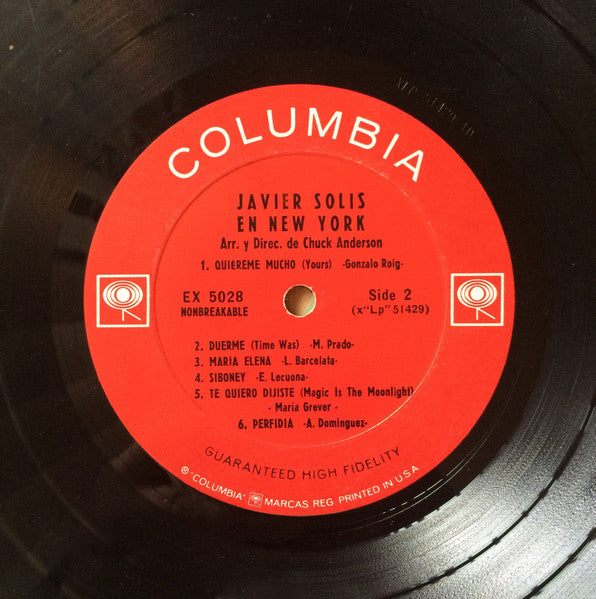 COLUMBIA
JAVIER SOLIS
EN NEW YORK
Arr. y Direc. de Chuck Anderson
1. QUIEREME MUCHO (Yours) -Gonzalo Roig-
EX 5028
NONBREAKABLE
Side 2
(x"Lp" 51429)
2. DUERME (Time Was) -M. Prado-
3. MARIA ELENA -L. Barcelata-
4. SIBONEY -E. Lecuona-
5. TE QUIERO DIJISTE (Magic Is The Moonlight)
- Maria Grever -
6. PERFIDIA -A. Dominguez-
GUARANTEED HIGH FIDELITY
® "COLUMBIA" MARCAS REG. PRINTED IN U.S.A.